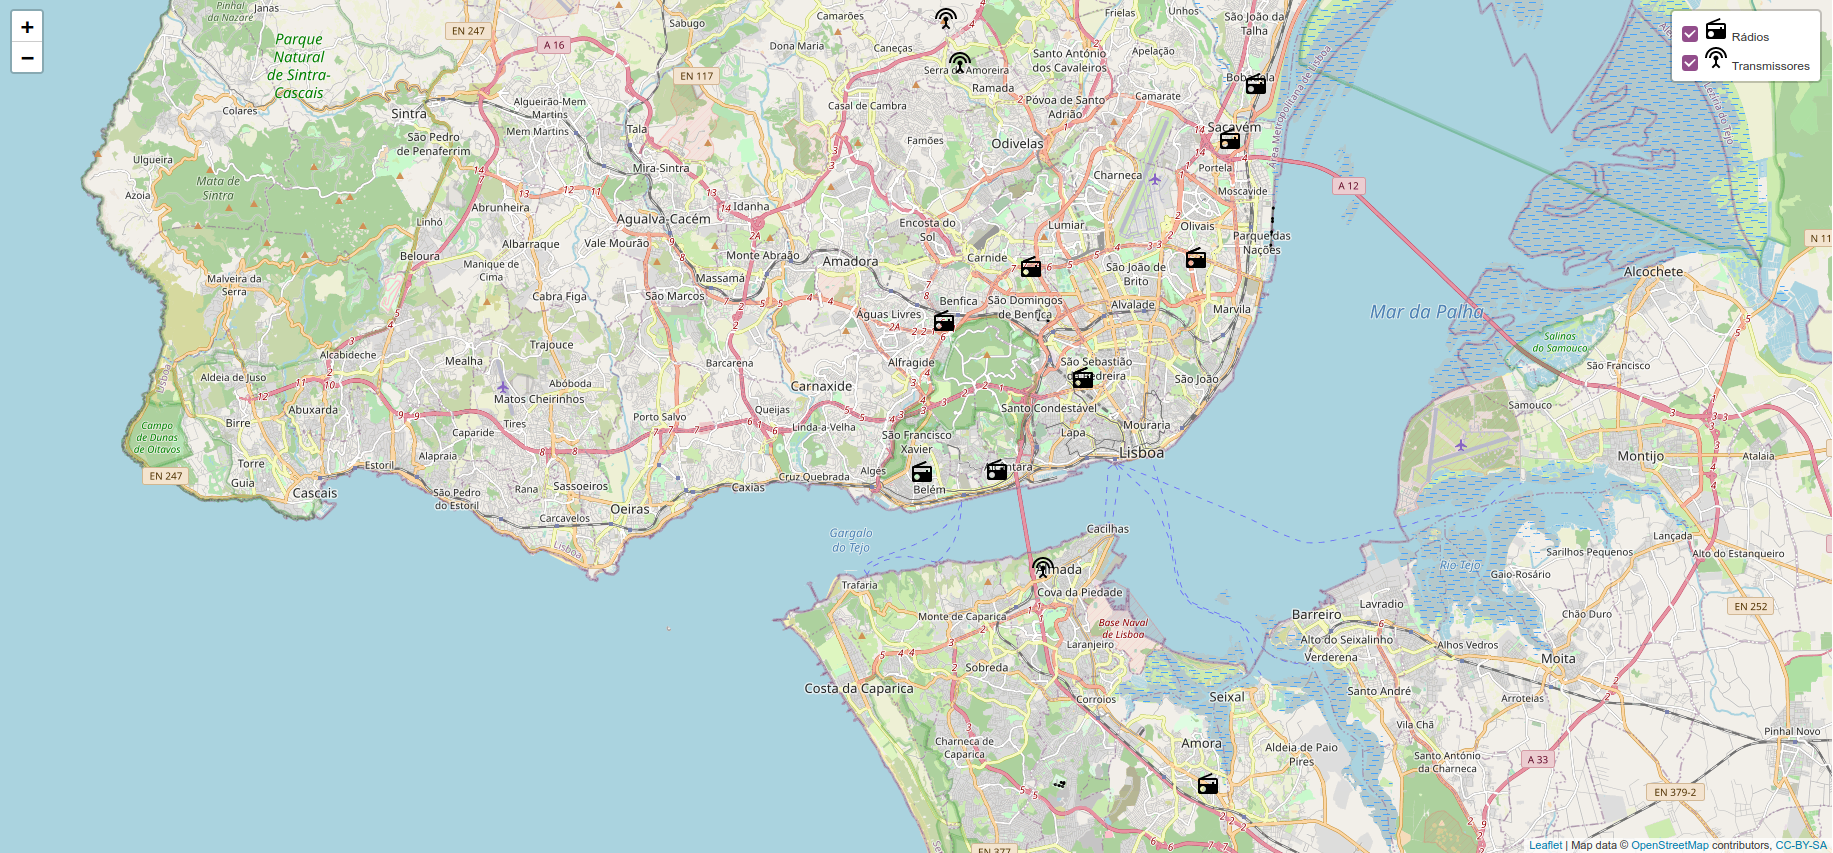 +
−
Rádios
Transmissores
Pinhal
da Nazaré
Janas
EN 247
Sabugo
Camarões
Frielas
Unhos
São João da
Talha
Parque
Natural
de Sintra-
Cascais
A 16
Dona Maria
Caneças
Santo António
dos Cavaleiros
Apelação
EN 117
Ramada
Colares
Sintra
Algueirão-Mem
Martins
Mem Martins
Tala
Casal de Cambra
Póvoa de Santo
Adrião
Camarate
Sacavém
São Pedro
de Penaferrim
Famões
Odivelas
Ulgueira
Mira-Sintra
Portela
Charneca
Mata de
Sintra
Azoia
Moscavide
A 12
Linhó
Abrunheira
Idanha
Agualva-Cacém
Encosta do
Sol
Lumiar
Olivais
Albarraque
Vale Mourão
Parque das
Nações
N 11
Beloura
Manique de
Cima
Monte Abraão
Amadora
Carnide
São João de
Brito
Malveira da
Serra
Massamá
Alcochete
Cabra Figa
São Marcos
Benfica
São Domingos
de Benfica
Alvalade
Marvila
Águas Livres
Mar da Palha
Salinas
do Samouco
Trajouce
Alcabideche
Mealha
Barcarena
Alfragide
São Sebastião
São Francisco
Aldeia de Juso
Abóboda
Matos Cheirinhos
Carnaxide
São João
Abuxarda
Queijas
Santo Condestável
Samouco
Birre
Tires
Porto Salvo
Linda-a-Velha
Campo
de Dunas
de Oitavos
Caparide
São Francisco
Xavier
Lapa
Mouraria
Lisboa
Montijo
Atalaia
Alapraia
Torre
Estoril
Algés
EN 247
Guia
Cascais
São Pedro
do Estoril
Rana
Sassoeiros
Caxias
Cruz Quebrada
Belém
Oeiras
Carcavelos
Lisboa
Gargalo
do Tejo
Cacilhas
Lançada
Sarilhos Pequenos
Alto do Estanqueiro
Rio Tejo
Gaio-Rosário
Trafaria
Cova da Piedade
Lavradio
Barreiro
Chão Duro
EN 252
Monte de Caparica
Base Naval
de Lisboa
Laranjeiro
Alto do Seixalinho
Verderena
Alhos Vedros
Moita
Sobreda
Costa da Caparica
Corroios
Seixal
Santo André
Arroteias
Vila Chã
Pinhal Novo
Charneca de
Caparica
Amora
Aldeia de Paio
Pires
Santo António
da Charneca
A 33
EN 379-2
EN 377
Leaflet | Map data © OpenStreetMap contributors, CC-BY-SA